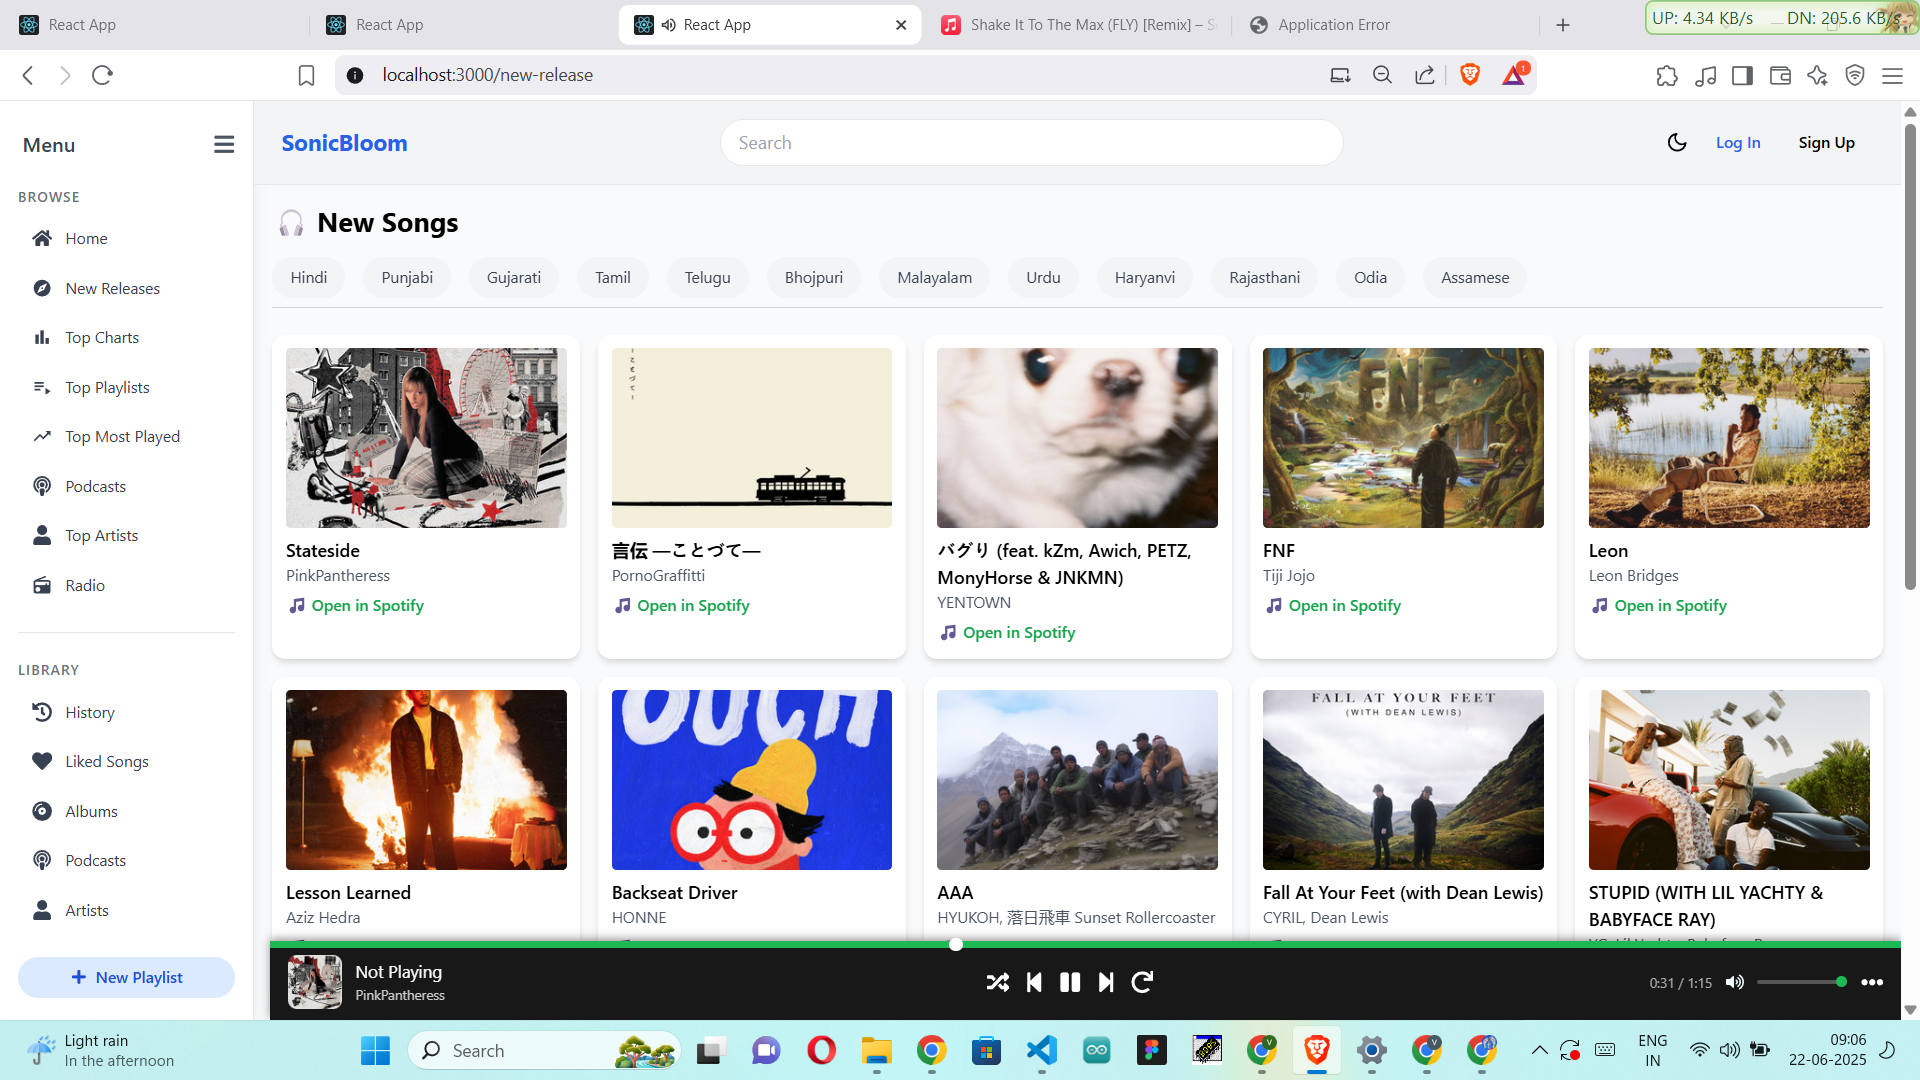 React App
React App
React App
Shake It To The Max (FLY) [Remix] – S
Application Error
UP: 4.34 KB/s
DN: 205.6 KB/s
localhost:3000/new-release
1
Menu
SonicBloom
Search
Log In
Sign Up
BROWSE
Home
New Releases
Top Charts
Top Playlists
Top Most Played
Podcasts
Top Artists
Radio
LIBRARY
History
Liked Songs
Albums
Podcasts
Artists
New Playlist
New Songs
Hindi
Punjabi
Gujarati
Tamil
Telugu
Bhojpuri
Malayalam
Urdu
Haryanvi
Rajasthani
Odia
Assamese
Stateside
PinkPantheress
Open in Spotify
ことづて
言伝 ―ことづて―
PornoGraffitti
Open in Spotify
バグり (feat. kZm, Awich, PETZ,
MonyHorse & JNKMN)
YENTOWN
Open in Spotify
FNF
FNF
Tiji Jojo
Open in Spotify
Leon
Leon Bridges
Open in Spotify
Lesson Learned
Aziz Hedra
OUCH
Backseat Driver
HONNE
AAA
HYUKOH, 落日飛車 Sunset Rollercoaster
FALL AT YOUR FEET
(WITH DEAN LEWIS)
Fall At Your Feet (with Dean Lewis)
CYRIL, Dean Lewis
STUPID (WITH LIL YACHTY &
BABYFACE RAY)
Not Playing
PinkPantheress
0:31 / 1:15
Light rain
In the afternoon
Search
ENG
IN
09:06
22-06-2025